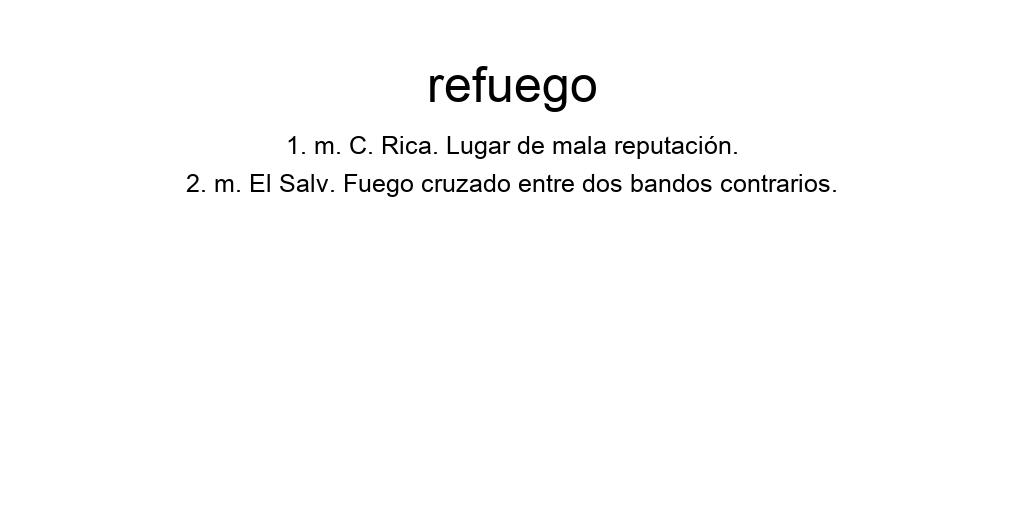 refuego
1. m. C. Rica. Lugar de mala reputación.
2. m. El Salv. Fuego cruzado entre dos bandos contrarios.